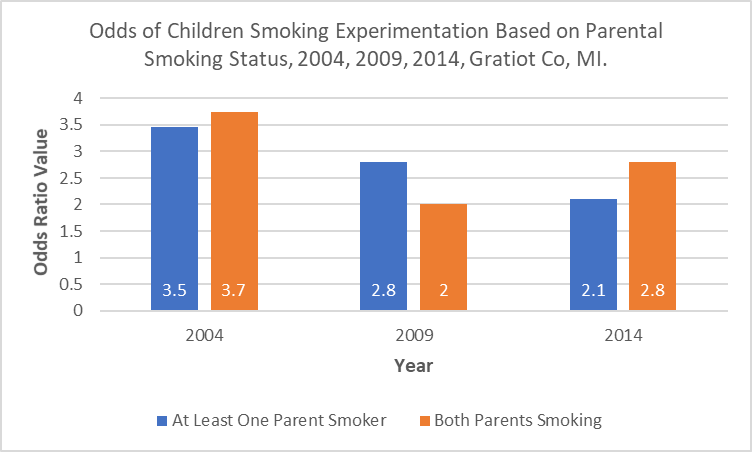 Odds of Children Smoking Experimentation Based on Parental
Smoking Status, 2004, 2009, 2014, Gratiot Co, MI.
4
3.5
3
2.5
2
1.5
1
0.5
0
Odds Ratio Value
3.5 3.7 2.8 2 2.1 2.8
2004 2009 2014
Year
At Least One Parent Smoker Both Parents Smoking